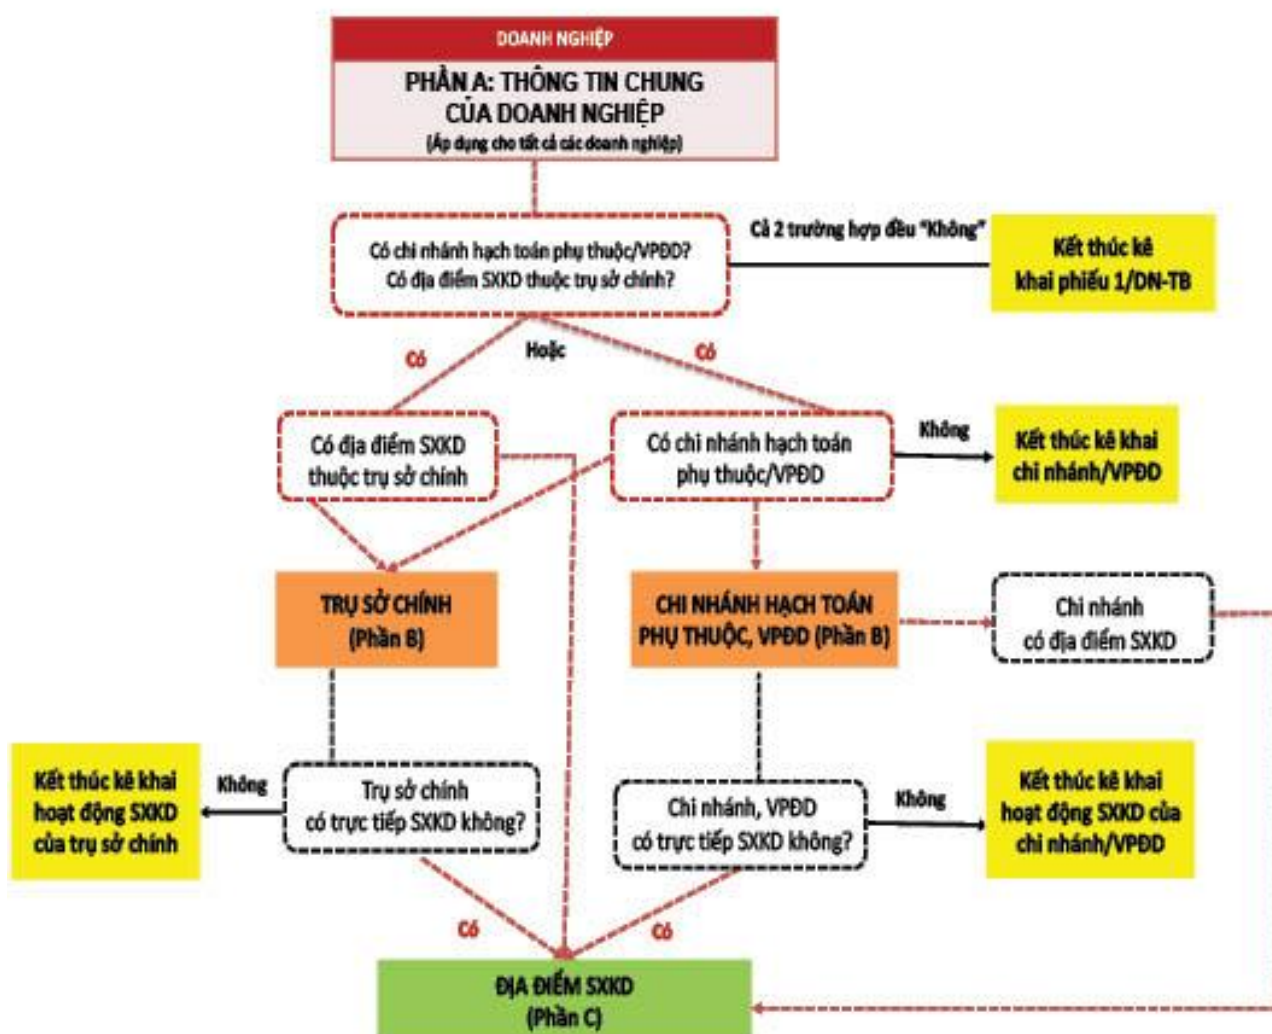 DOANH NGHIỆP
PHẦN A: THÔNG TIN CHUNG
CỦA DOANH NGHIỆP
(Áp dụng cho tất cả các doanh nghiệp)
Có chi nhánh hạch toán phụ thuộc/VPĐD?
Có địa điểm SXKD thuộc trụ sở chính?
Cả 2 trường hợp đều “Không”
Kết thúc kê
khai phiếu 1/DN-TB
Có
Hoặc
Có
Có địa điểm SXKD
thuộc trụ sở chính
Có chi nhánh hạch toán
phụ thuộc/VPĐD
Không
Kết thúc kê khai
chi nhánh/VPĐD
TRỤ SỞ CHÍNH
(Phần B)
CHI NHÁNH HẠCH TOÁN
PHỤ THUỘC, VPĐD (Phần B)
Chi nhánh
có địa điểm SXKD
Kết thúc kê khai
hoạt động SXKD
của trụ sở chính
Không
Trụ sở chính
có trực tiếp SXKD không?
Chi nhánh, VPĐD
có trực tiếp SXKD không?
Không
Kết thúc kê khai
hoạt động SXKD của
chi nhánh/VPĐD
Có
Có
ĐỊA ĐIỂM SXKD
(Phần C)